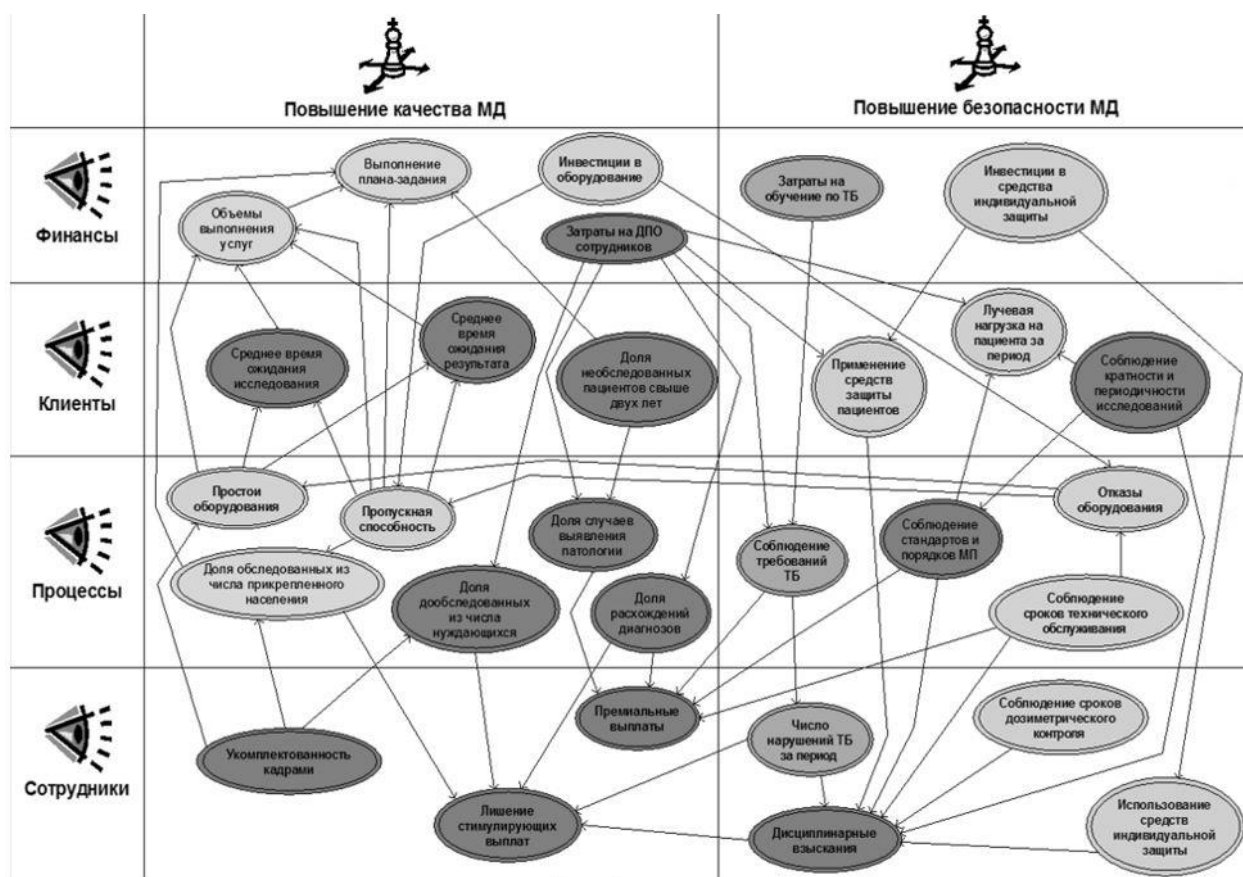 Повышение качества МД
Повышение безопасности МД
Финансы
Выполнение
плана-задания
Инвестиции в
оборудование
Объемы
выполнения
услуг
Затраты на ДПО
сотрудников
Затраты на
обучение по ТБ
Инвестиции в
средства
индивидуальной
защиты
Клиенты
Среднее время
ожидания
исследования
Среднее
время
ожидания
результата
Доля
необследованных
пациентов свыше
двух лет
Применение
средств
защиты
пациентов
Лучевая
нагрузка на
пациента за
период
Соблюдение
кратности и
периодичности
исследований
Процессы
Простои
оборудования
Пропускная
способность
Доля случаев
выявления
патологии
Доля обследованных из
числа прикрепленного
населения
Доля
дообследованных
из числа
нуждающихся
Доля
расхождений
диагнозов
Соблюдение
требований
ТБ
Соблюдение
стандартов и
порядков МП
Отказы
оборудования
Соблюдение
сроков технического
обслуживания
Сотрудники
Укомплектованность
кадрами
Премиальные
выплаты
Лишение
стимулирующих
выплат
Число
нарушений ТБ
за период
Соблюдение сроков
дозиметрического
контроля
Дисциплинарные
взыскания
Использование
средств
индивидуальной
защиты